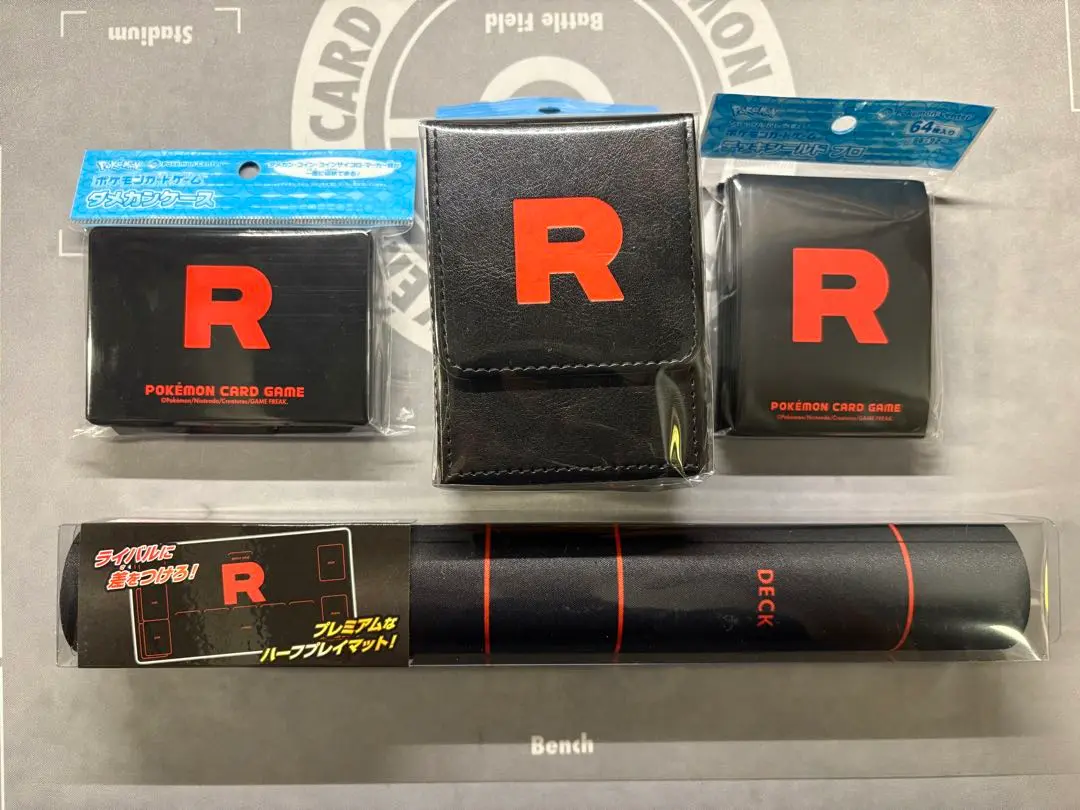 Stadium
Battle Field
CARD
Pokémon
Pokémon Center
ポケモンカードゲーム
ダメカンケース
R
POKÉMON CARD GAME
©Pokémon/Nintendo/Creatures/GAME FREAK.
R
Pokémon
Pokémon Center
64枚入り
ポケモンカードゲーム
デッキシールド プロ
R
POKÉMON CARD GAME
©Pokémon/Nintendo/Creatures/GAME FREAK.
ライバルに
差をつけろ!
R
プレミアムな
ハーフプレイマット!
DECK
Bench